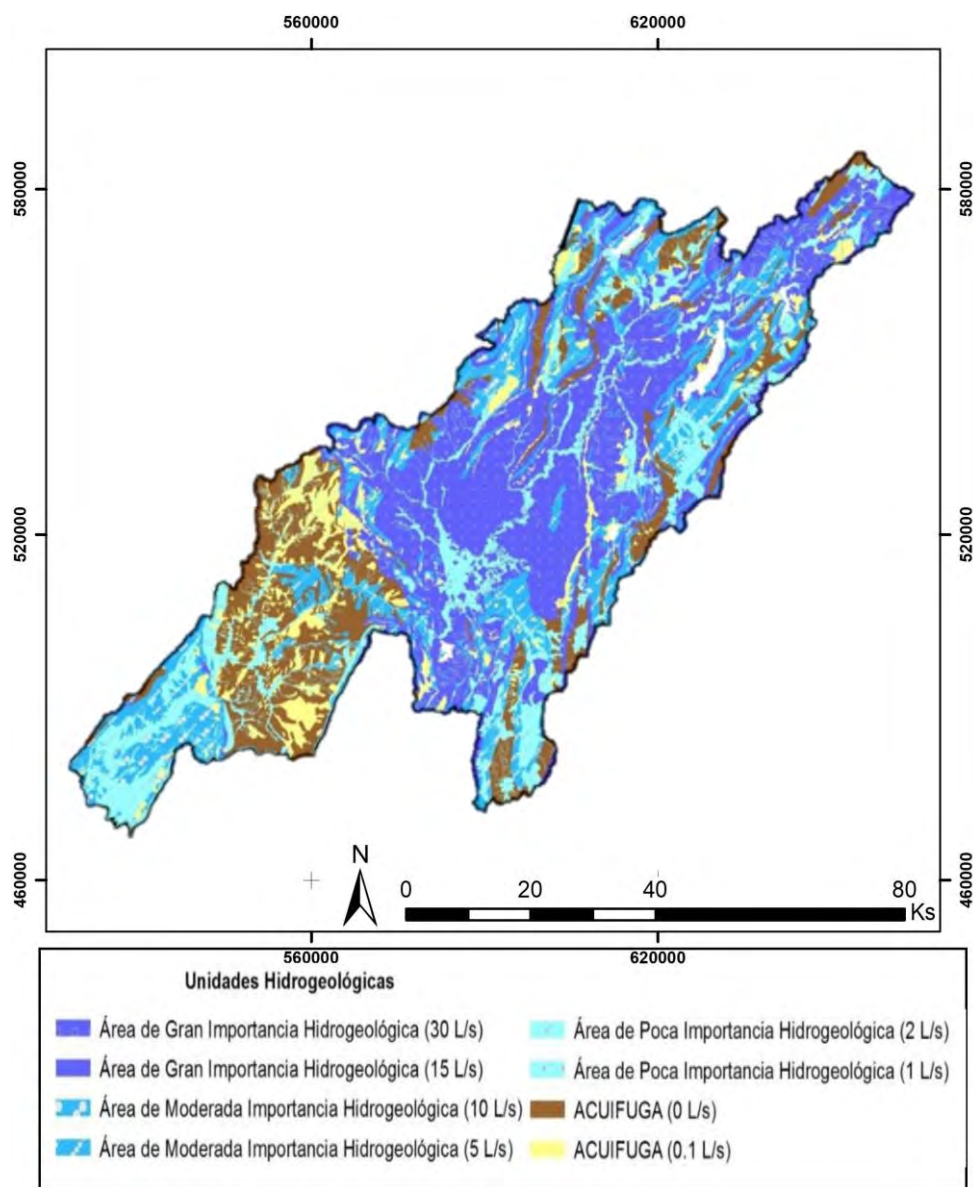 560000 620000
580000 580000
520000 520000
460000 460000
N
0 20 40 80
Ks
560000 620000
Unidades Hidrogeológicas
Área de Gran Importancia Hidrogeológica (30 L/s)
Área de Gran Importancia Hidrogeológica (15 L/s)
Área de Moderada Importancia Hidrogeológica (10 L/s)
Área de Moderada Importancia Hidrogeológica (5 L/s)
Área de Poca Importancia Hidrogeológica (2 L/s)
Área de Poca Importancia Hidrogeológica (1 L/s)
ACUIFUGA (0 L/s)
ACUIFUGA (0.1 L/s)